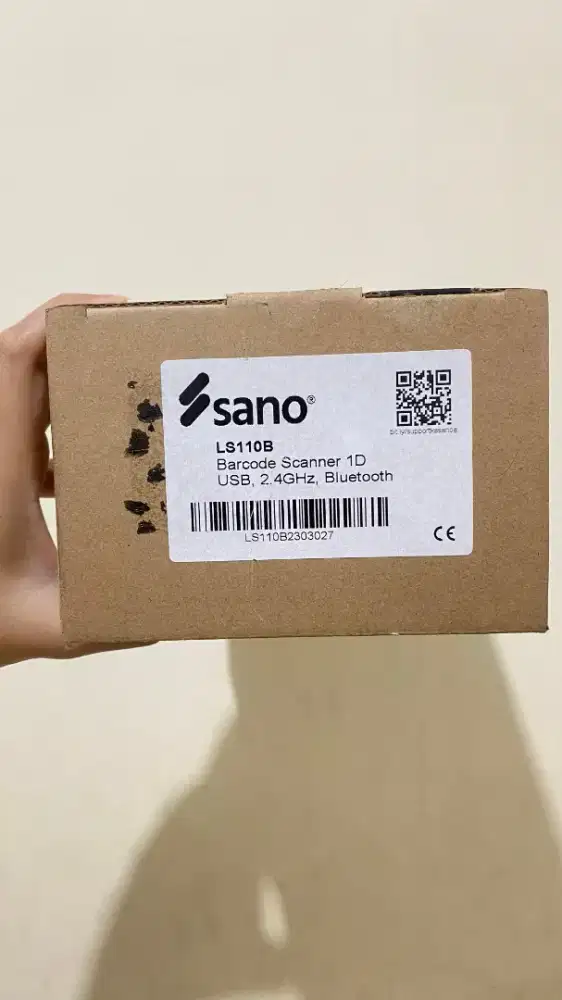 sano®
LS110B
Barcode Scanner 1D
USB, 2.4GHz, Bluetooth
LS110B2303027
CE